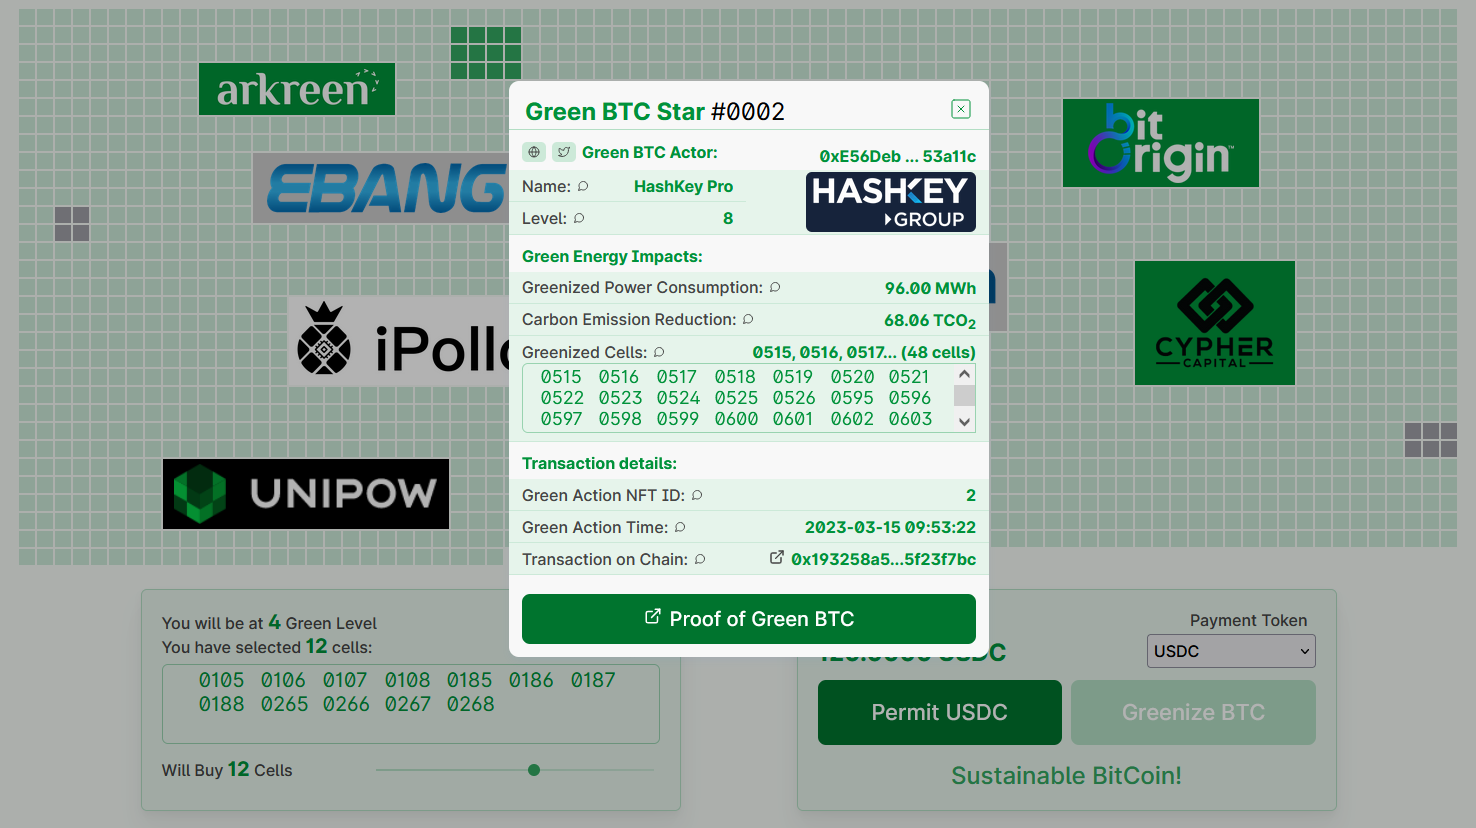 arkreen
EBANG
iPollo
UNIPOW
bit
Origin™
CYPHER
CAPITAL
Green BTC Star #0002
Green BTC Actor: 0xE56Deb ... 53a11c
Name: HashKey Pro
HASHKEY
GROUP
Level: 8
Green Energy Impacts:
Greenized Power Consumption: 96.00 MWh
Carbon Emission Reduction: 68.06 TCO₂
Greenized Cells: 0515, 0516, 0517... (48 cells)
0515 0516 0517 0518 0519 0520 0521
0522 0523 0524 0525 0526 0595 0596
0597 0598 0599 0600 0601 0602 0603
Transaction details:
Green Action NFT ID: 2
Green Action Time: 2023-03-15 09:53:22
Transaction on Chain: 0x193258a5...5f23f7bc
Proof of Green BTC
You will be at 4 Green Level
You have selected 12 cells:
0105 0106 0107 0108 0185 0186 0187
0188 0265 0266 0267 0268
Will Buy 12 Cells
Payment Token
USDC
USDC
Permit USDC
Greenize BTC
Sustainable BitCoin!